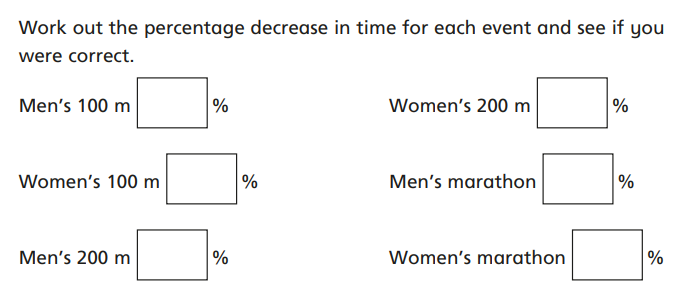 Work out the percentage decrease in time for each event and see if you
were correct.
Men's 100 m %
Women's 200 m %
Women's 100 m %
Men's marathon %
Men's 200 m %
Women's marathon %